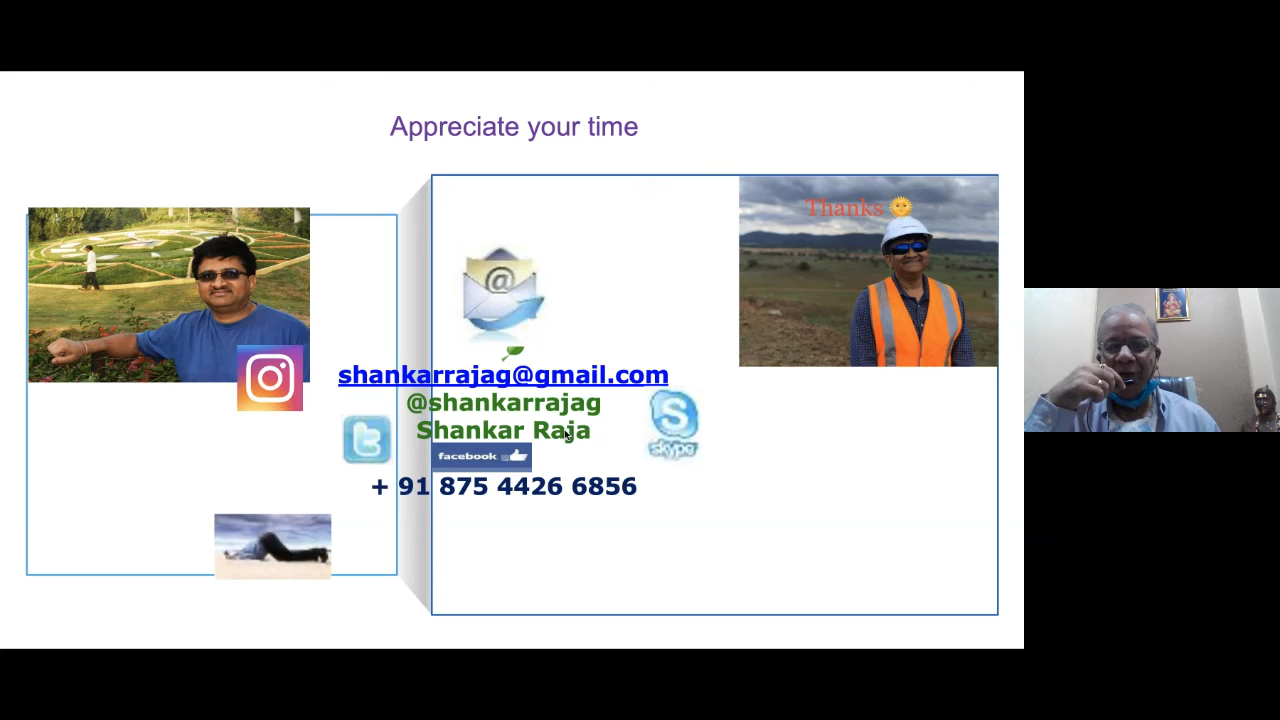 Appreciate your time
Thanks
@
shankarrajag@gmail.com
@shankarrajag
Shankar Raja
facebook
skype
+ 91 875 4426 6856